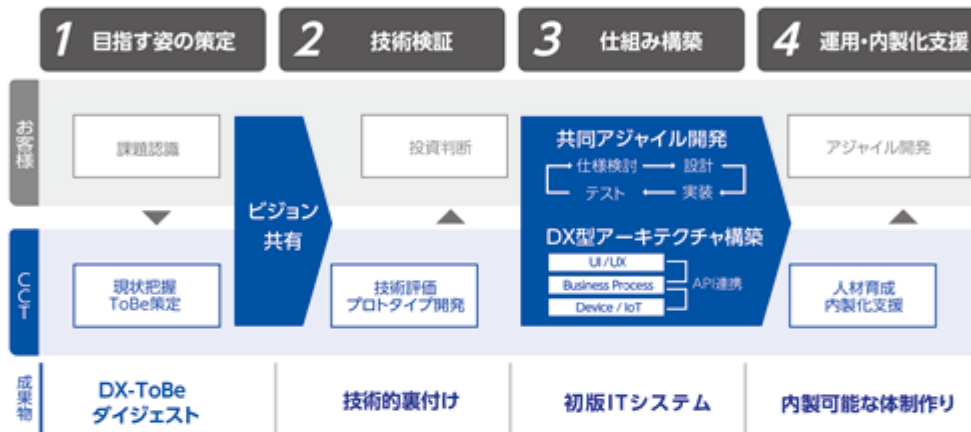 1 目指す姿の策定
2 技術検証
3 仕組み構築
4 運用・内製化支援
お客様
課題認識
ビジョン
共有
投資判断
共同アジャイル開発
仕様検討
設計
テスト
実装
アジャイル開発
CCT
現状把握
ToBe策定
技術評価
プロトタイプ開発
DX型アーキテクチャ構築
UI/UX
Business Process
Device / IoT
API連携
人材育成
内製化支援
成果物
DX-ToBe
ダイジェスト
技術的裏付け
初版ITシステム
内製可能な体制作り